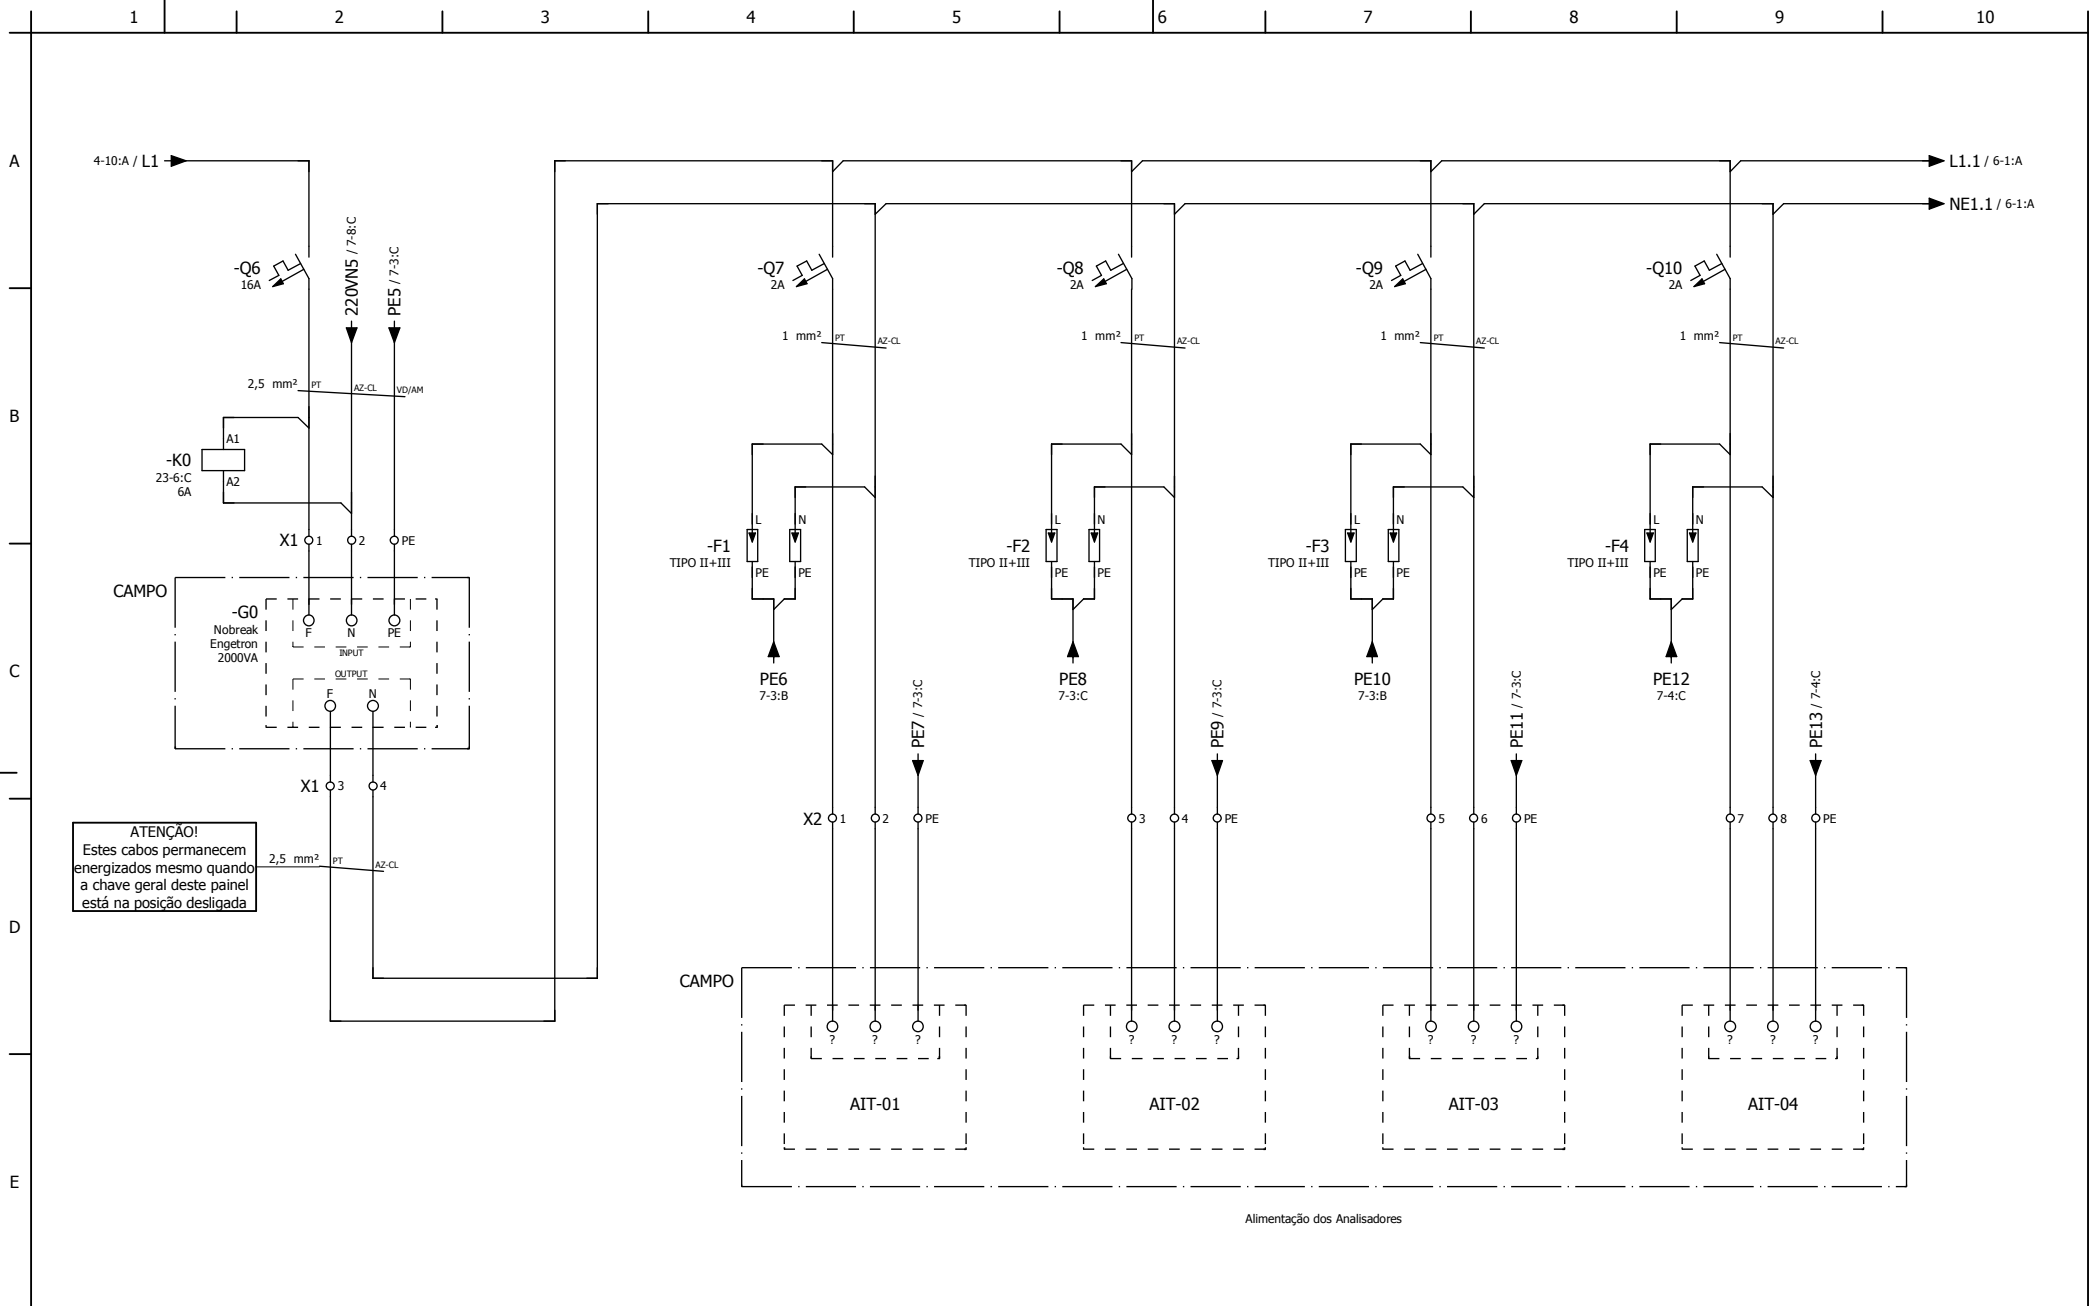 1 2 3 4 5 6 7 8 9 10
A
4-10:A / L1
L1.1 / 6-1:A
NE1.1 / 6-1:A
220VN5 / 7-8:C
PE5 / 7-3:C
-Q6
16A
-Q7
2A
-Q8
2A
-Q9
2A
-Q10
2A
1 mm² PT AZ-CL
1 mm² PT AZ-CL
1 mm² PT AZ-CL
1 mm² PT AZ-CL
2,5 mm² PT AZ-CL VD/AM
B
A1
-K0
23-6:C
6A
A2
X1 1 2 PE
L N
-F1
TIPO II+III
PE PE
L N
-F2
TIPO II+III
PE PE
L N
-F3
TIPO II+III
PE PE
L N
-F4
TIPO II+III
PE PE
CAMPO
-G0
Nobreak
Engetron
2000VA
F N PE
INPUT
OUTPUT
F N
C
PE6
7-3:B
PE8
7-3:C
PE10
7-3:B
PE12
7-4:C
PE7 / 7-3:C
PE9 / 7-3:C
PE11 / 7-3:C
PE13 / 7-4:C
X1 3 4
X2 1 2 PE 3 4 PE 5 6 PE 7 8 PE
ATENÇÃO!
Estes cabos permanecem
energizados mesmo quando
a chave geral deste painel
está na posição desligada
2,5 mm² PT AZ-CL
D
CAMPO
? ? ? ? ? ? ? ? ? ? ? ?
AIT-01 AIT-02 AIT-03 AIT-04
E
Alimentação dos Analisadores